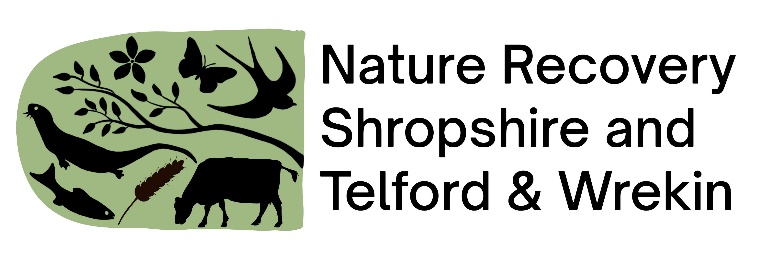 Nature Recovery
Shropshire and
Telford & Wrekin